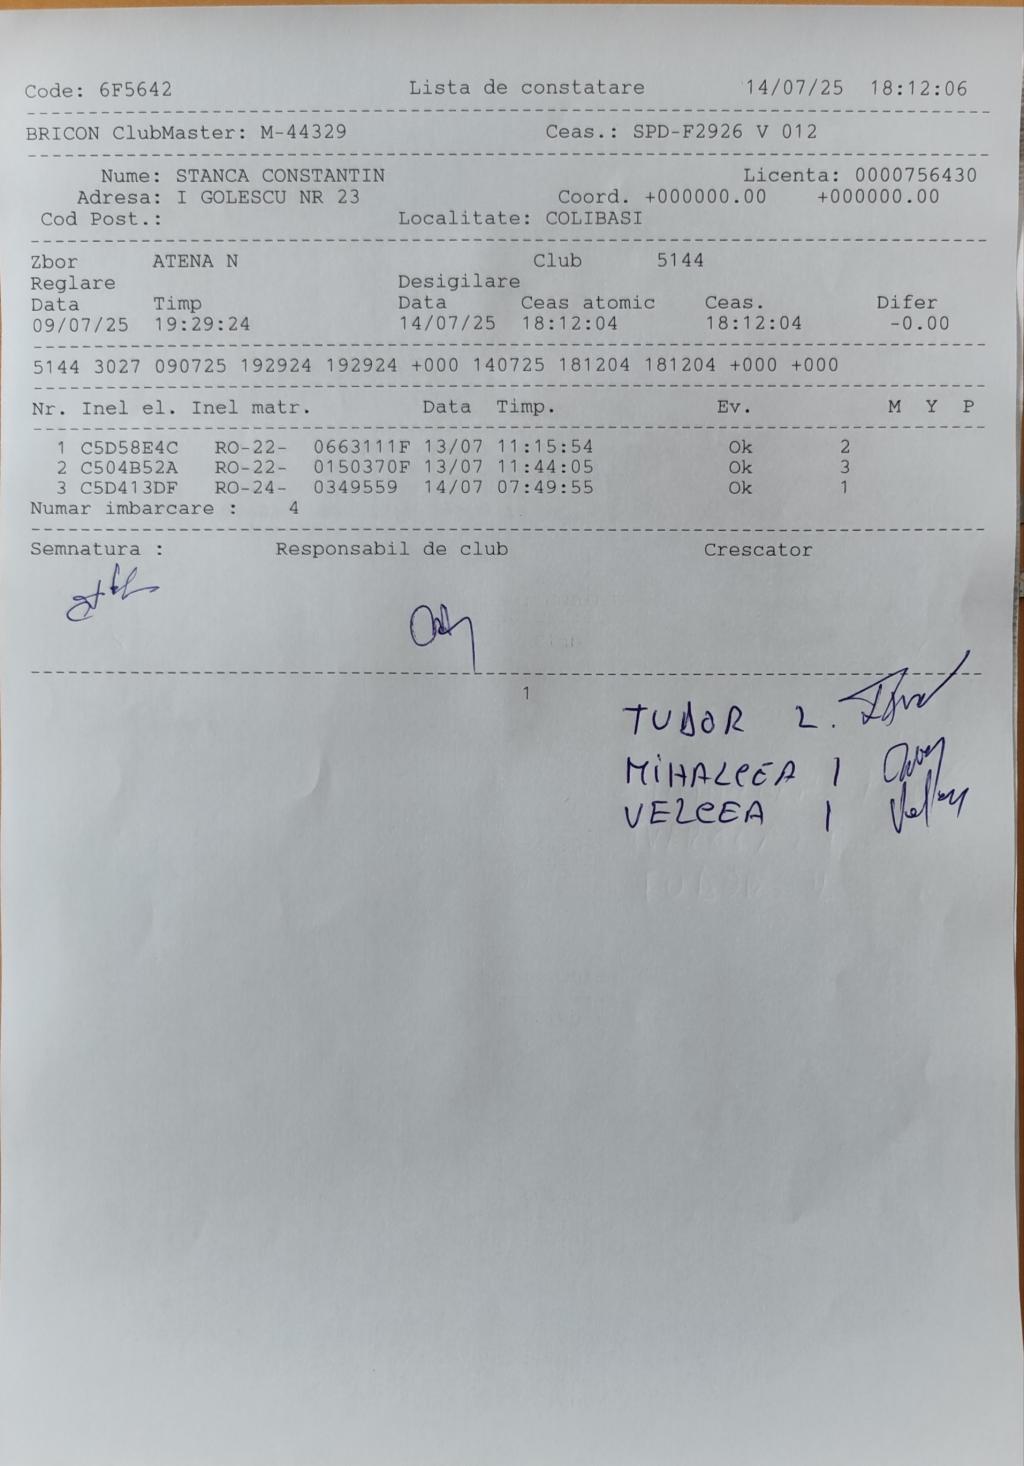 Code: 6F5642 Lista de constatare 14/07/25 18:12:06
BRICON ClubMaster: M-44329 Ceas.: SPD-F2926 V 012
Nume: STANCA CONSTANTIN Licenta: 0000756430
Adresa: I GOLESCU NR 23 Coord. +000000.00 +000000.00
Cod Post.: Localitate: COLIBASI
Zbor ATENA N Club 5144
Reglare Desigilare
Data Timp Data Ceas atomic Ceas. Difer
09/07/25 19:29:24 14/07/25 18:12:04 18:12:04 -0.00
5144 3027 090725 192924 192924 +000 140725 181204 181204 +000 +000
Nr. Inel el. Inel matr. Data Timp. Ev. M Y P
1 C5D58E4C RO-22- 0663111F 13/07 11:15:54 Ok 2
2 C504B52A RO-22- 0150370F 13/07 11:44:05 Ok 3
3 C5D413DF RO-24- 0349559 14/07 07:49:55 Ok 1
Numar imbarcare : 4
Semnatura : Responsabil de club Crescator
1
TUDOR L.
MIHALCEA I
VELCEA I